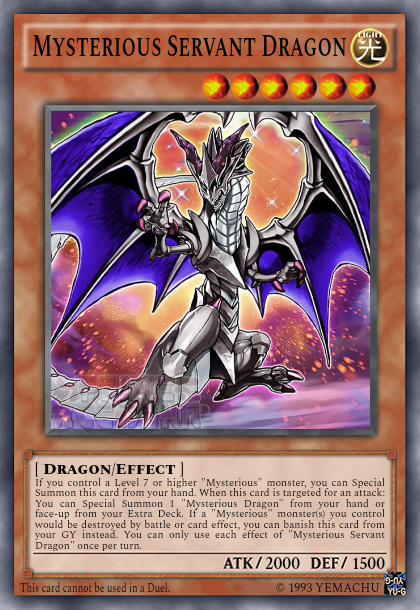 MYSTERIOUS SERVANT DRAGON
LIGHT
光
[ DRAGON/EFFECT ]
If you control a Level 7 or higher "Mysterious" monster, you can Special
Summon this card from your hand. When this card is targeted for an attack:
You can Special Summon 1 "Mysterious Dragon" from your hand or
face-up from your Extra Deck. If a "Mysterious" monster(s) you control
would be destroyed by battle or card effect, you can banish this card from
your GY instead. You can only use each effect of "Mysterious Servant
Dragon" once per turn.
ATK / 2000 DEF / 1500
This card cannot be used in a Duel.
© 1993 YEMACHU